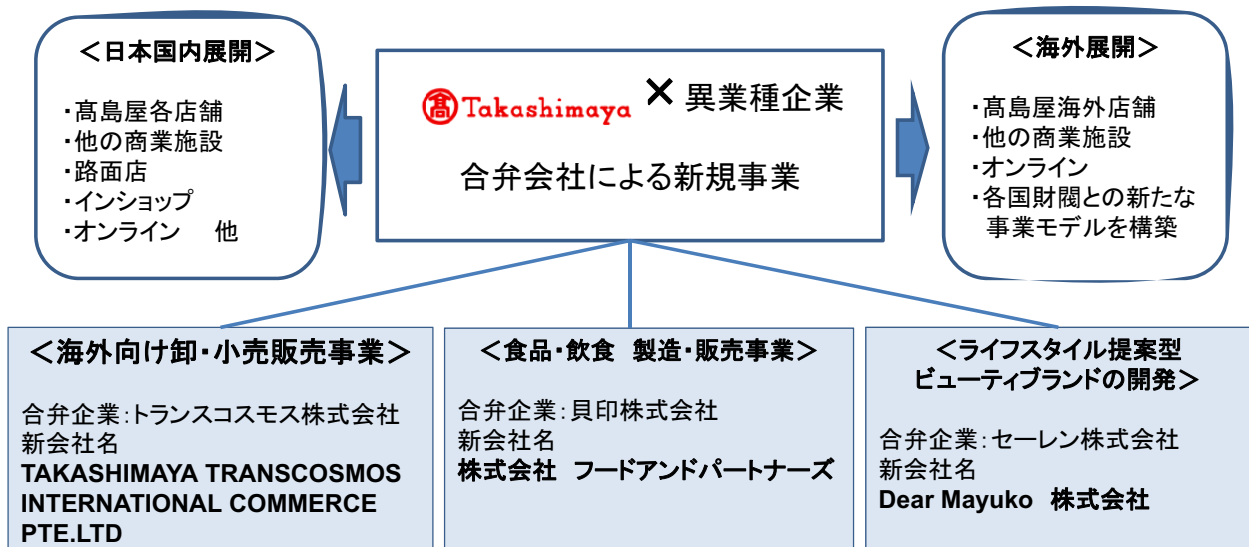 <日本国内展開>
・髙島屋各店舗
・他の商業施設
・路面店
・インショップ
・オンライン 他
髙 Takashimaya × 異業種企業
合弁会社による新規事業
<海外展開>
・髙島屋海外店舗
・他の商業施設
・オンライン
・各国財閥との新たな
事業モデルを構築
<海外向け卸・小売販売事業>
合弁企業:トランスコスモス株式会社
新会社名
TAKASHIMAYA TRANSCOSMOS
INTERNATIONAL COMMERCE
PTE.LTD
<食品・飲食 製造・販売事業>
合弁企業:貝印株式会社
新会社名
株式会社 フードアンドパートナーズ
<ライフスタイル提案型
ビューティブランドの開発>
合弁企業:セーレン株式会社
新会社名
Dear Mayuko 株式会社